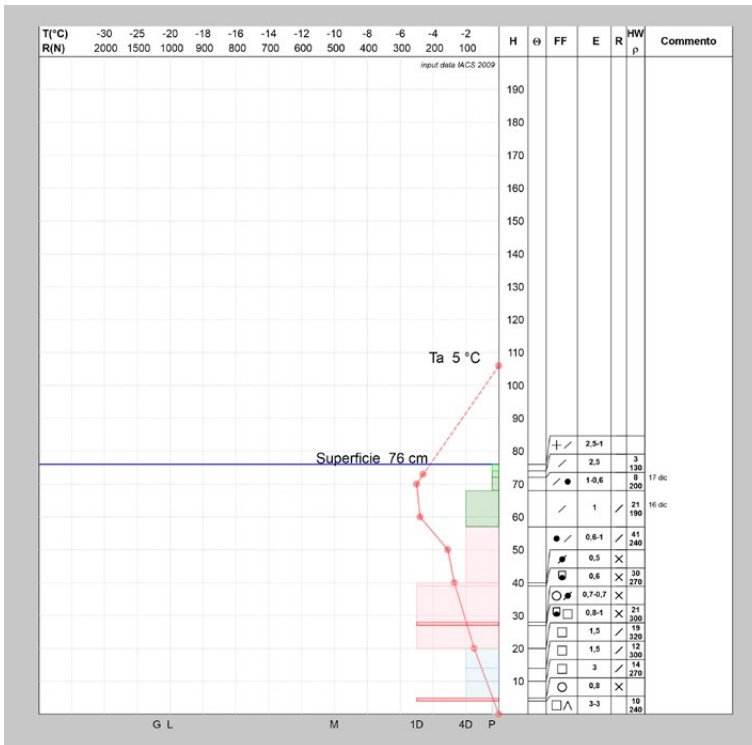 T(°C) -30 -25 -20 -18 -16 -14 -12 -10 -8 -6 -4 -2 H Θ FF E R HW Commento
R(N) 2000 1500 1000 900 800 700 600 500 400 300 200 100 ρ
input data IACS 2009
190
180
170
160
150
140
130
120
Ta 5 °C 110
100
90
2,5-1
80
Superficie 76 cm 2,5 3
130
70 1-0,6 8 17 dic
200
60 1 21 16 dic
190
0,6-1 41
240
50 0,5
0,6 30
270
40
0,7-0,7
30 0,8-1 21
300
1,5 19
320
20 1,5 12
300
10 3 14
270
0,8
3-3 10
240
G L M 1D 4D P